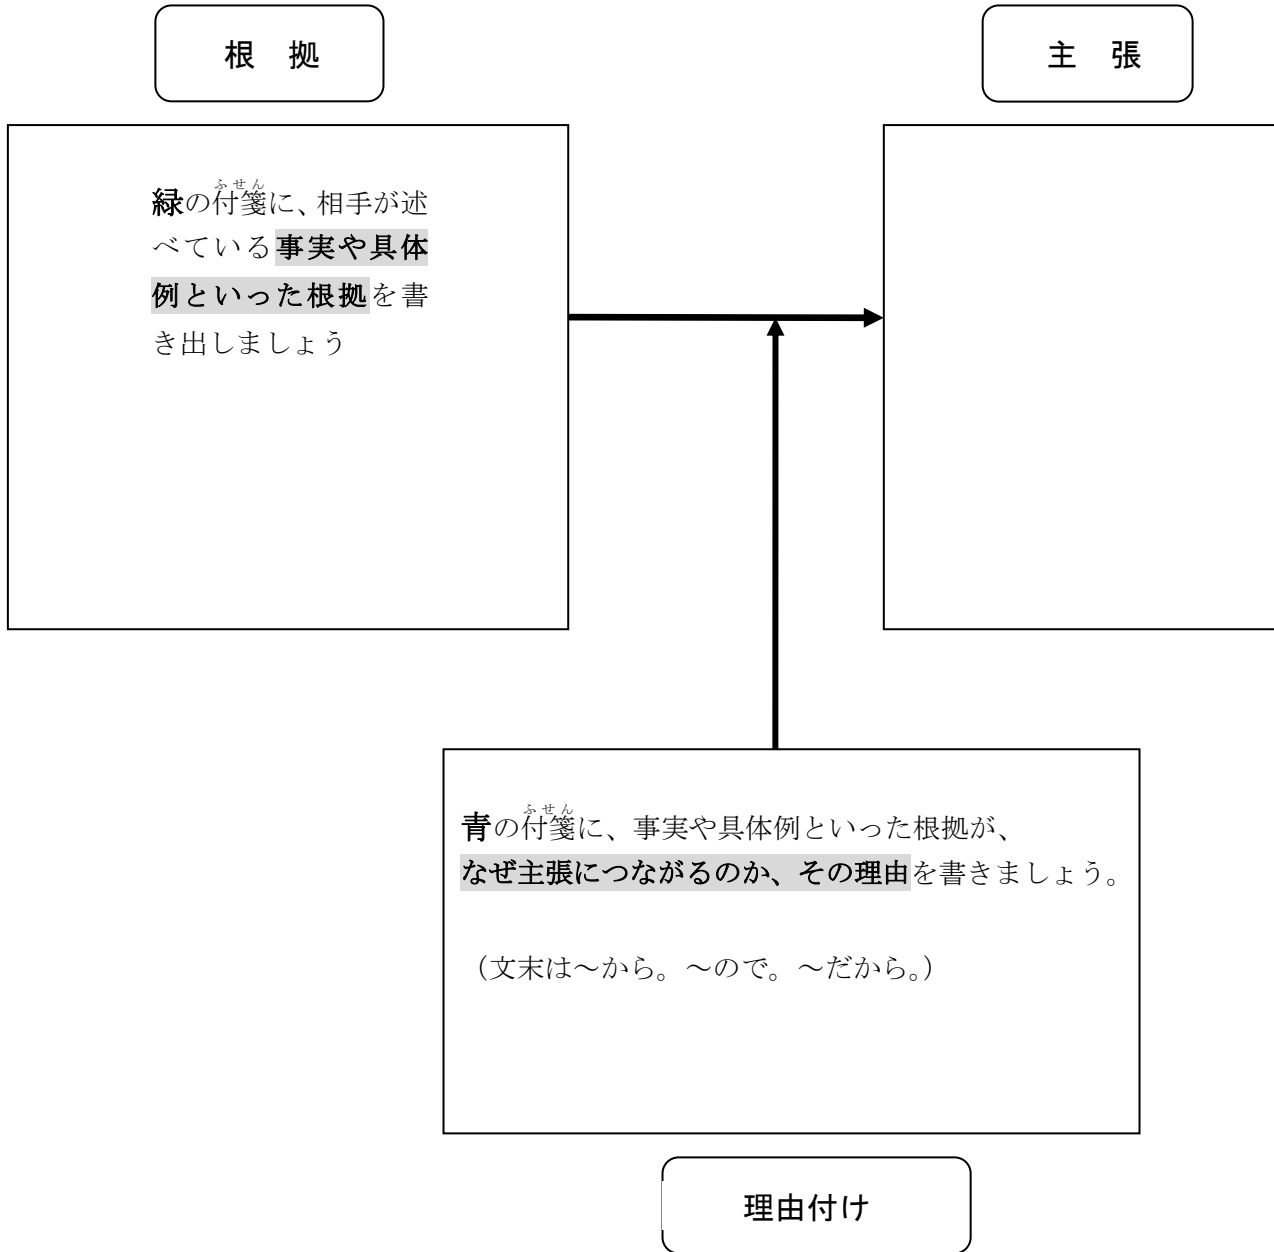 根 拠
主 張
緑の付箋に、相手が述
べている事実や具体
例といった根拠を書
き出しましょう
ふせん
青の付箋に、事実や具体例といった根拠が、
なぜ主張につながるのか、その理由を書きましょう。
ふせん
（文末は～から。～ので。～だから。）
理由付け